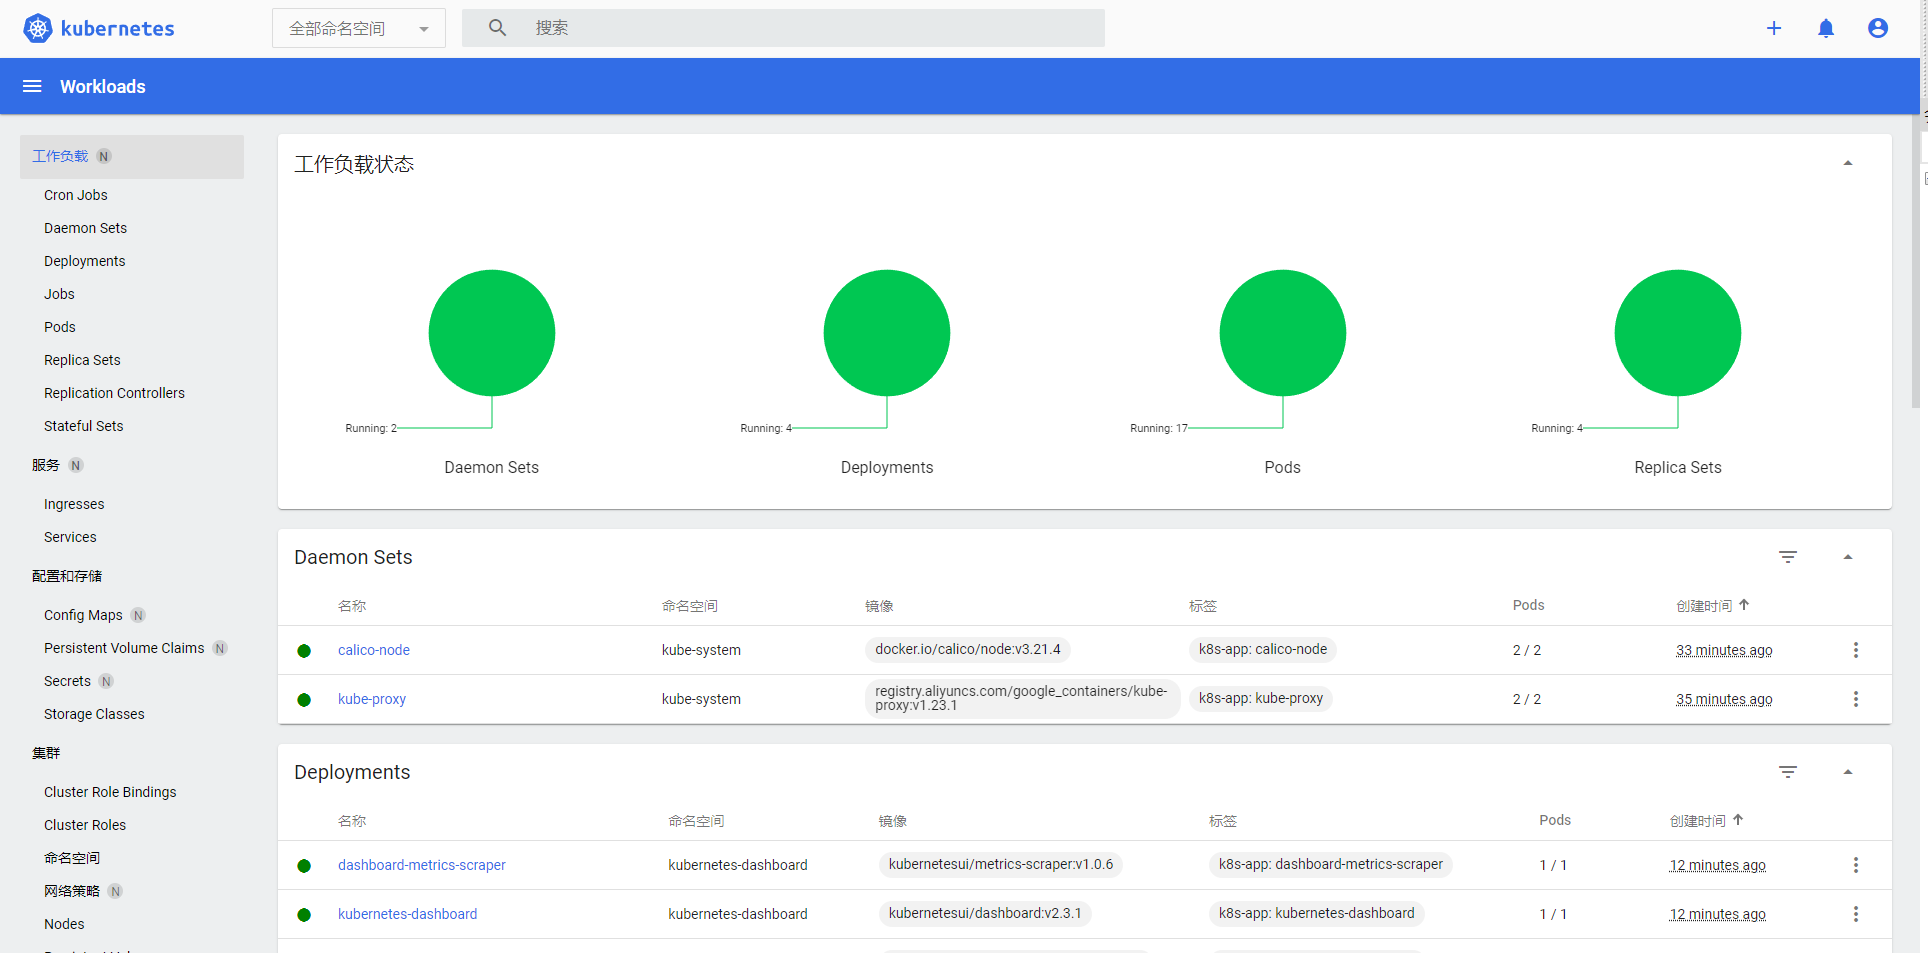 kubernetes
全部命名空间
搜索
Workloads
工作负载 N
Cron Jobs
Daemon Sets
Deployments
Jobs
Pods
Replica Sets
Replication Controllers
Stateful Sets
服务 N
Ingresses
Services
配置和存储
Config Maps N
Persistent Volume Claims N
Secrets N
Storage Classes
集群
Cluster Role Bindings
Cluster Roles
命名空间
网络策略 N
Nodes
工作负载状态
Running: 2
Running: 4
Running: 17
Running: 4
Daemon Sets
Deployments
Pods
Replica Sets
Daemon Sets
名称 命名空间 镜像 标签 Pods 创建时间
calico-node kube-system docker.io/calico/node:v3.21.4 k8s-app: calico-node 2 / 2 33 minutes ago
kube-proxy kube-system registry.aliyuncs.com/google_containers/kube-
proxy:v1.23.1 k8s-app: kube-proxy 2 / 2 35 minutes ago
Deployments
名称 命名空间 镜像 标签 Pods 创建时间
dashboard-metrics-scraper kubernetes-dashboard kubernetesui/metrics-scraper:v1.0.6 k8s-app: dashboard-metrics-scraper 1 / 1 12 minutes ago
kubernetes-dashboard kubernetes-dashboard kubernetesui/dashboard:v2.3.1 k8s-app: kubernetes-dashboard 1 / 1 12 minutes ago